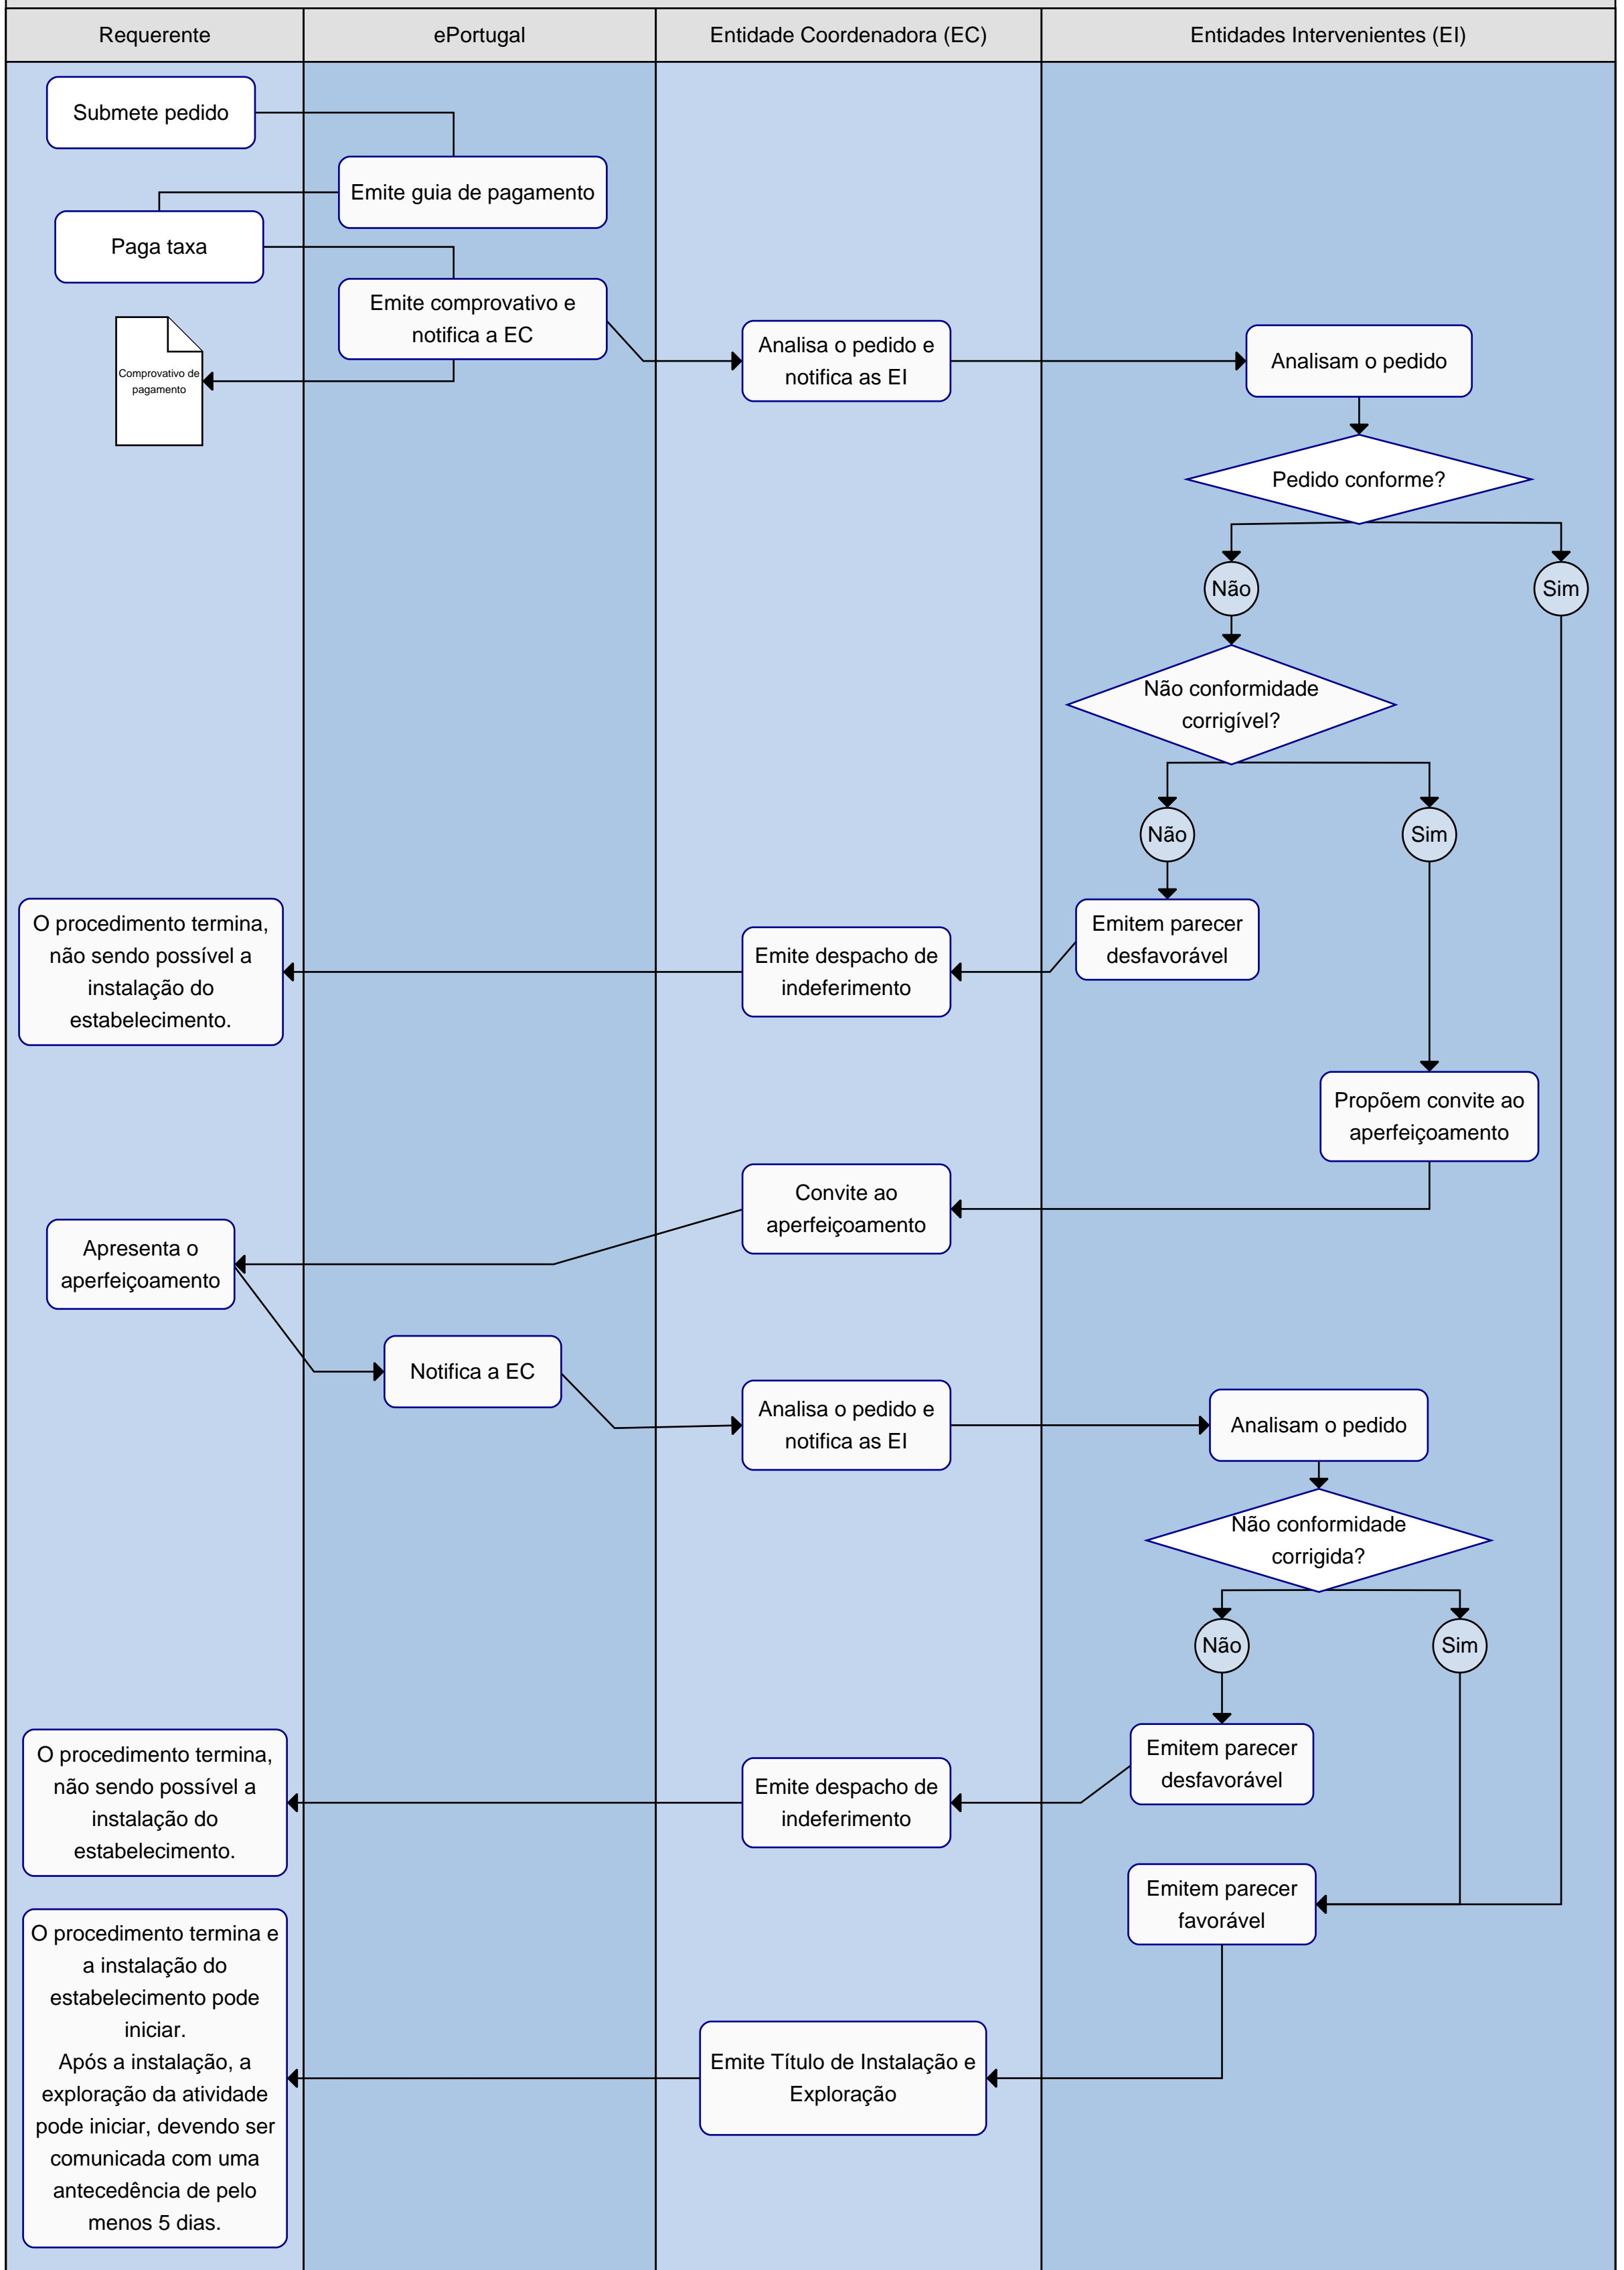 Requerente
ePortugal
Entidade Coordenadora (EC)
Entidades Intervenientes (EI)
Submete pedido
Emite guia de pagamento
Paga taxa
Emite comprovativo e
notifica a EC
Comprovativo de
pagamento
Analisa o pedido e
notifica as EI
Analisam o pedido
Pedido conforme?
Não
Sim
Não conformidade
corrigível?
Não
Sim
Emitem parecer
desfavorável
Emite despacho de
indeferimento
O procedimento termina,
não sendo possível a
instalação do
estabelecimento.
Propõem convite ao
aperfeiçoamento
Convite ao
aperfeiçoamento
Apresenta o
aperfeiçoamento
Notifica a EC
Analisa o pedido e
notifica as EI
Analisam o pedido
Não conformidade
corrigida?
Não
Sim
Emitem parecer
desfavorável
Emite despacho de
indeferimento
O procedimento termina,
não sendo possível a
instalação do
estabelecimento.
Emitem parecer
favorável
Emite Título de Instalação e
Exploração
O procedimento termina e
a instalação do
estabelecimento pode
iniciar.
Após a instalação, a
exploração da atividade
pode iniciar, devendo ser
comunicada com uma
antecedência de pelo
menos 5 dias.